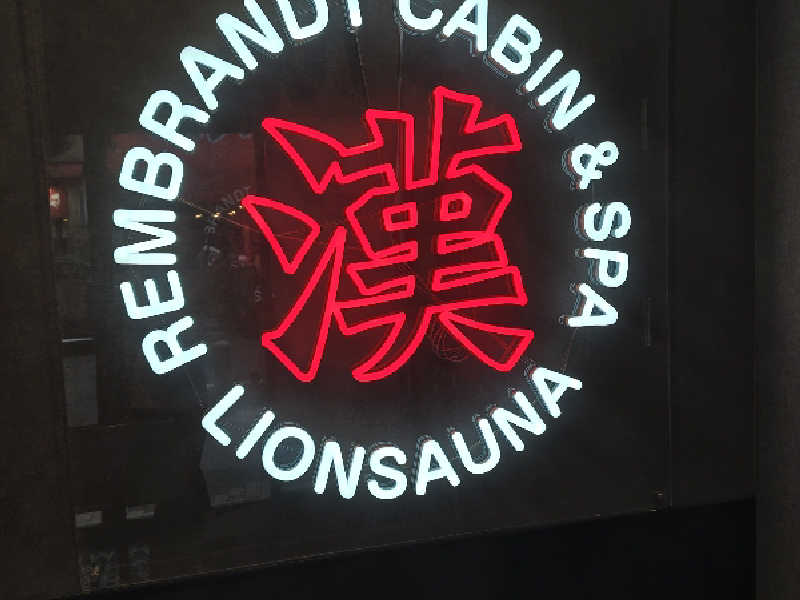 REMBRANDT CABIN & SPA
漢
LIONSAUNA